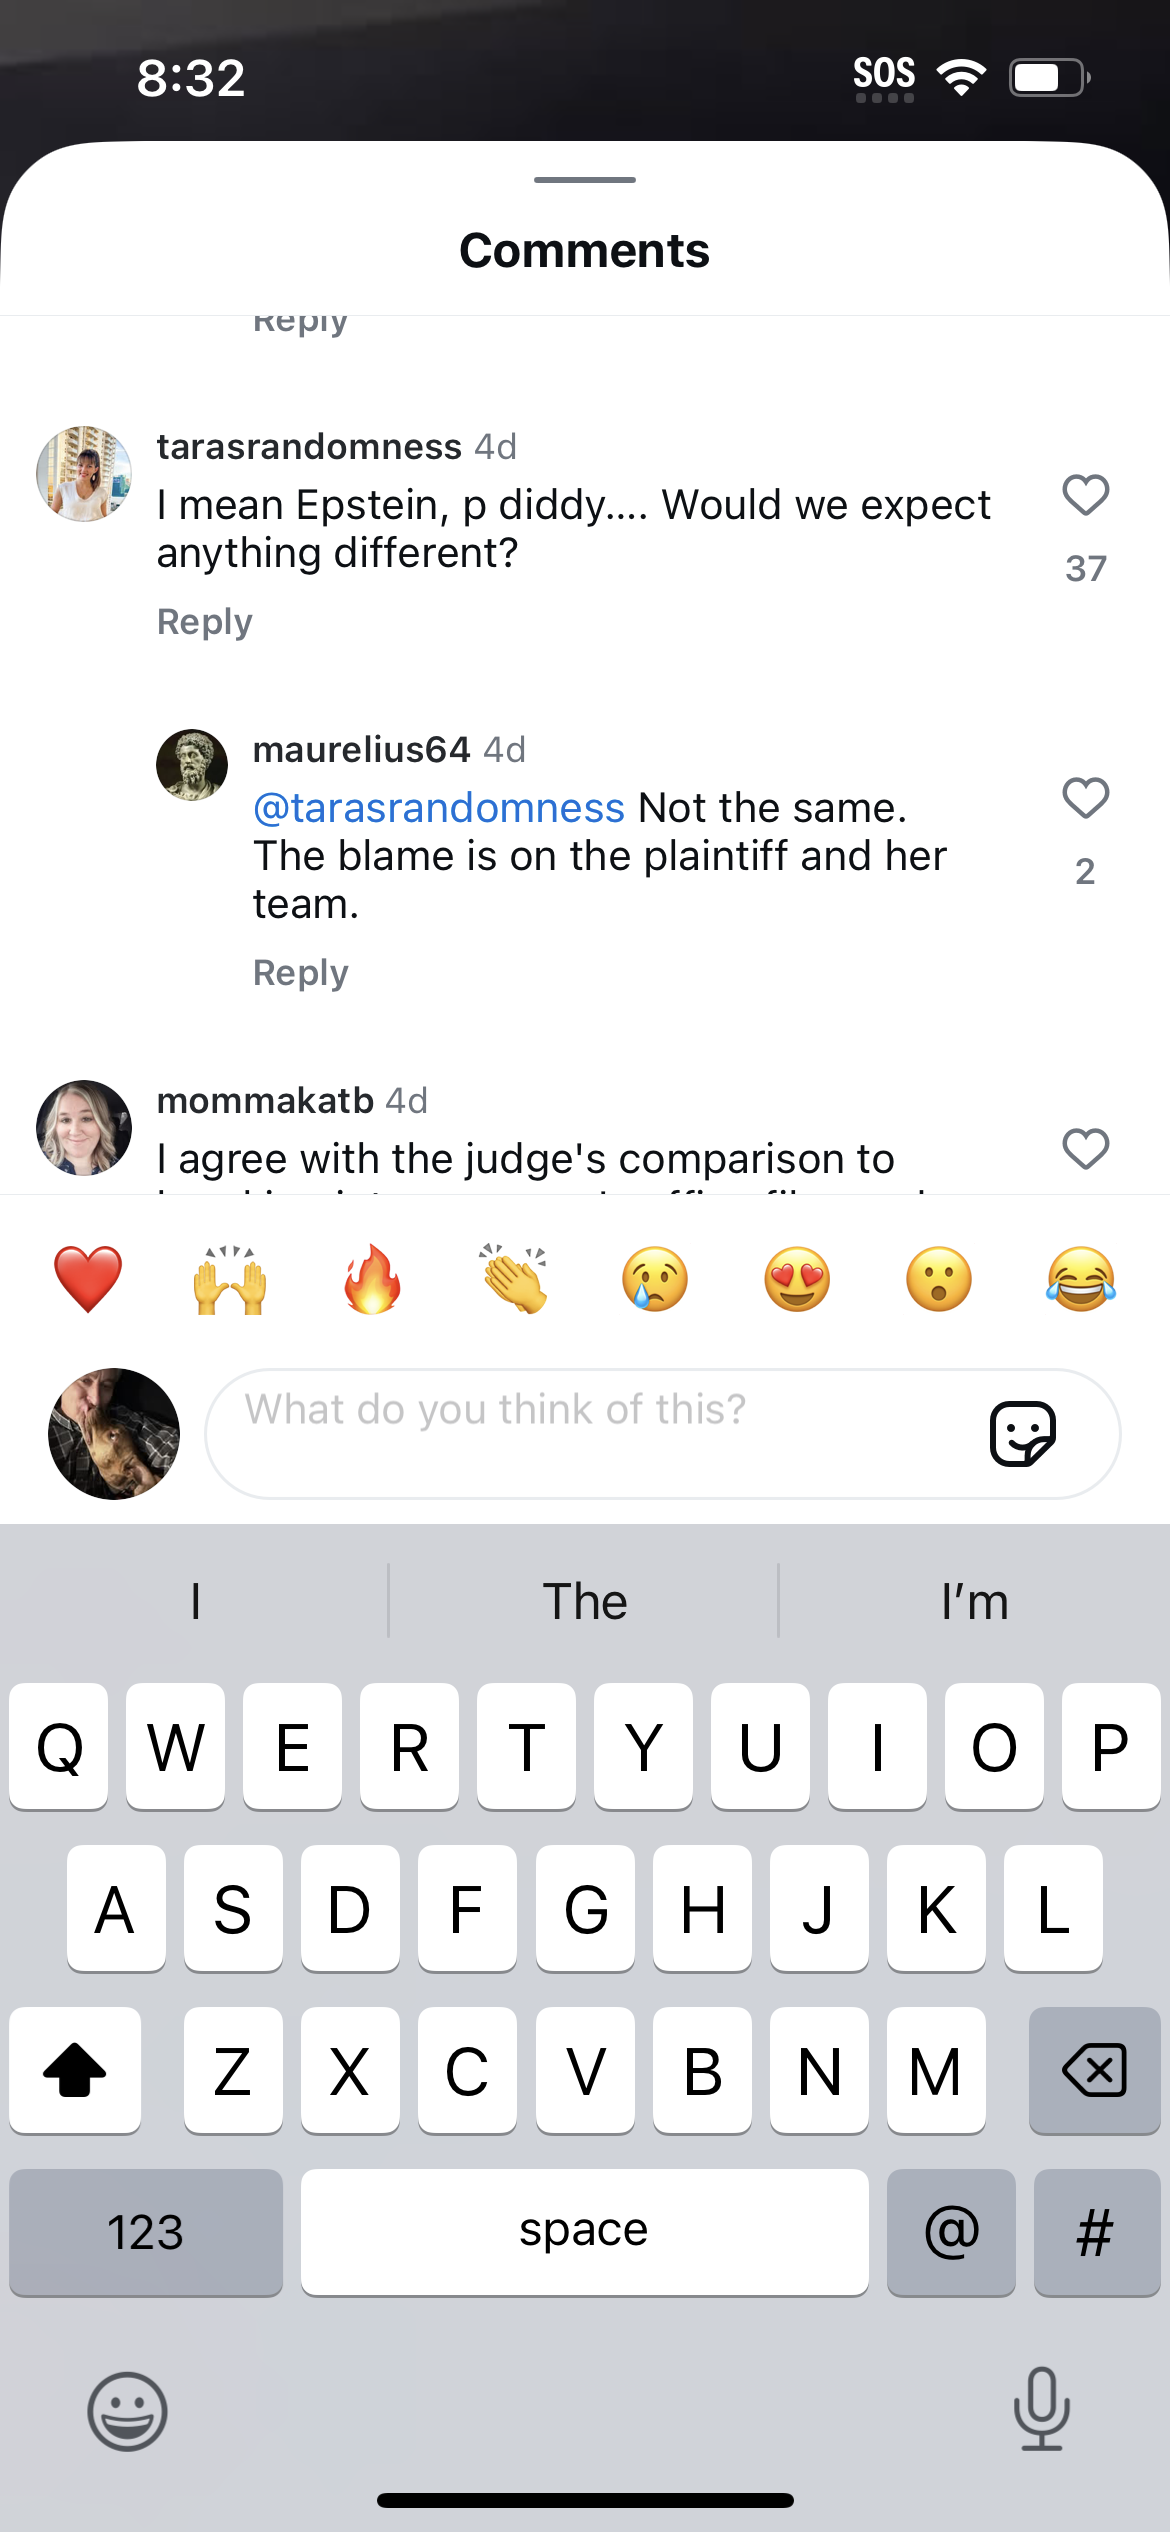 8:32
SOS
Comments
Reply
tarasrandomness 4d
I mean Epstein, p diddy.... Would we expect
anything different?
37
Reply
maurelius64 4d
@tarasrandomness Not the same.
The blame is on the plaintiff and her
team.
2
Reply
mommakatb 4d
I agree with the judge's comparison to
What do you think of this?
I The I'm
Q W E R T Y U I O P
A S D F G H J K L
Z X C V B N M
123 space @ #